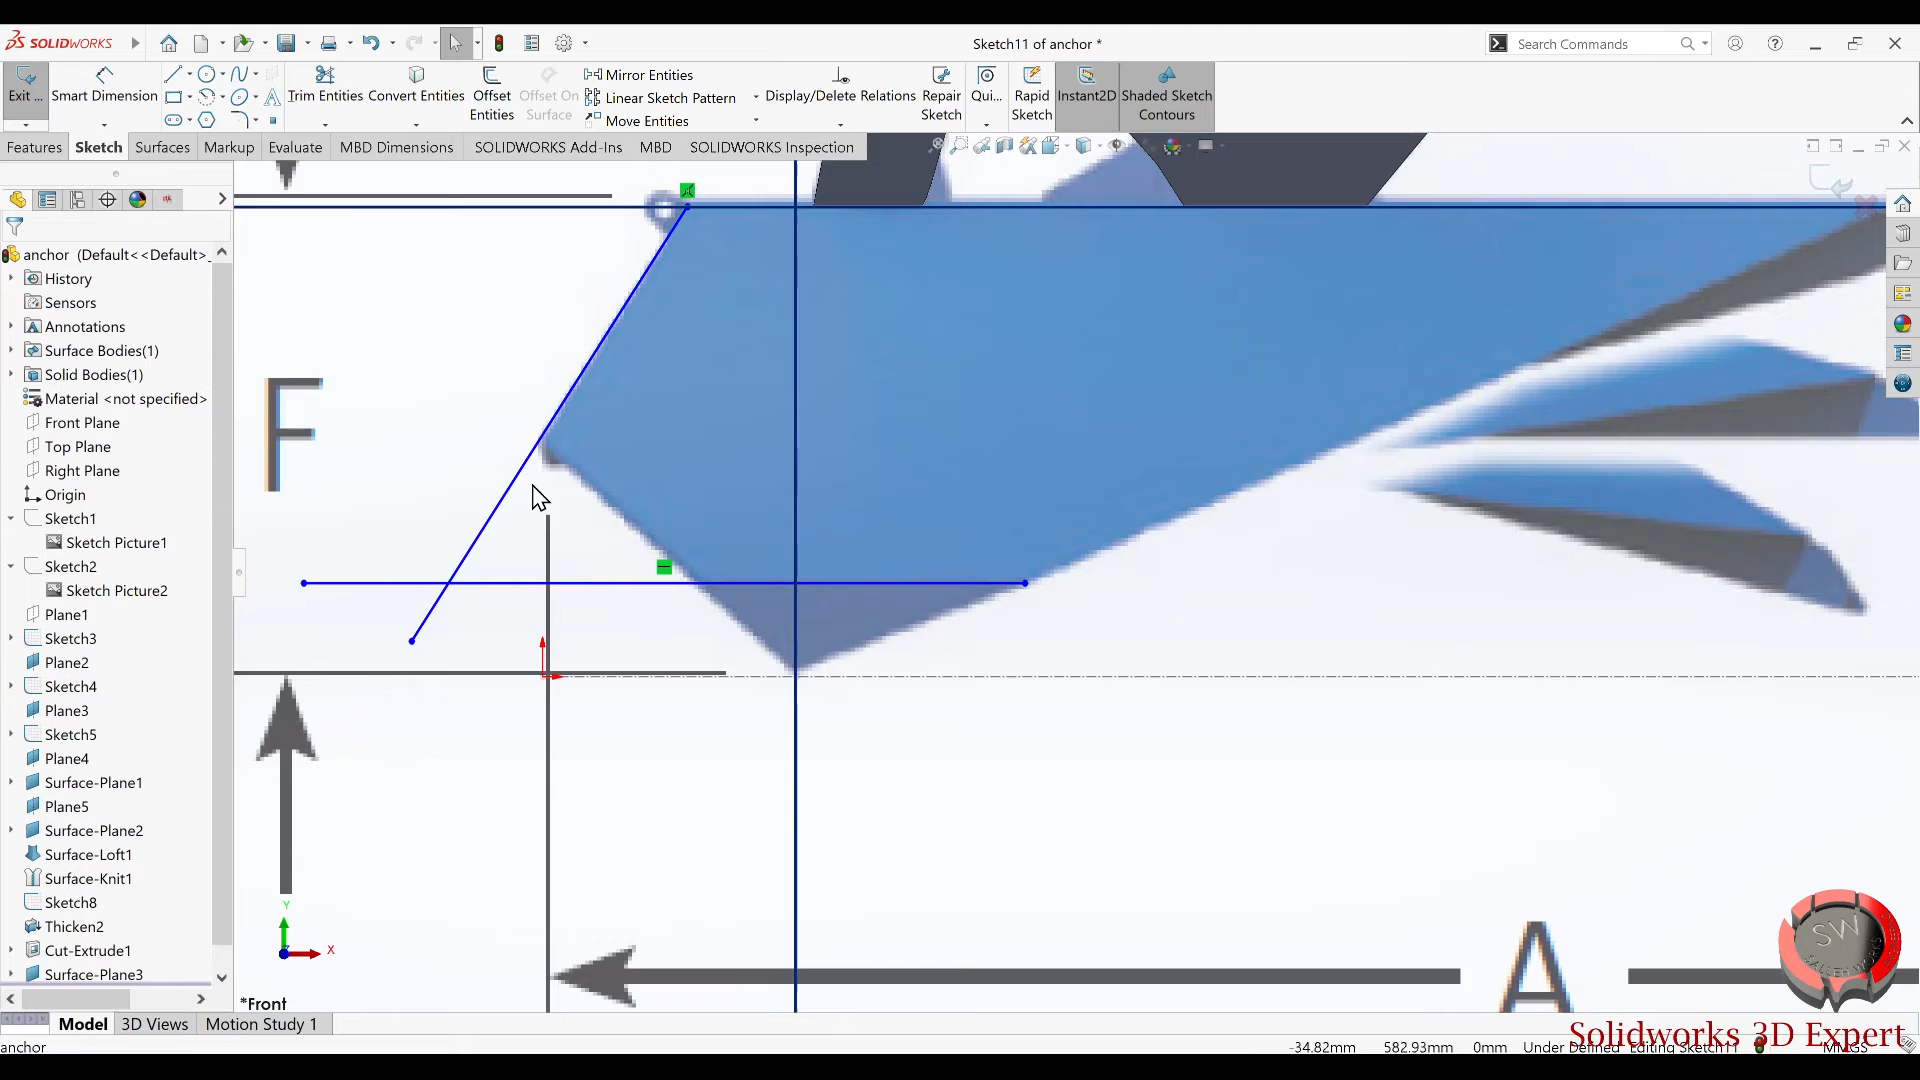 SOLIDWORKS
Sketch11 of anchor *
Search Commands
Exit ...
Smart Dimension
Trim Entities
Convert Entities
Offset Entities
Offset On Surface
Mirror Entities
Linear Sketch Pattern
Move Entities
Display/Delete Relations
Repair Sketch
Qui...
Rapid Sketch
Instant2D
Shaded Sketch Contours
Features
Sketch
Surfaces
Markup
Evaluate
MBD Dimensions
SOLIDWORKS Add-Ins
MBD
SOLIDWORKS Inspection
anchor (Default<<Default>_
History
Sensors
Annotations
Surface Bodies(1)
Solid Bodies(1)
Material <not specified>
Front Plane
Top Plane
Right Plane
Origin
Sketch1
Sketch Picture1
Sketch2
Sketch Picture2
Plane1
Sketch3
Plane2
Sketch4
Plane3
Sketch5
Plane4
Surface-Plane1
Plane5
Surface-Plane2
Surface-Loft1
Surface-Knit1
Sketch8
Thicken2
Cut-Extrude1
Surface-Plane3
F
A
Y
X
*Front
SW
Model
3D Views
Motion Study 1
Solidworks 3D Expert
anchor
-34.82mm
582.93mm
0mm
Under Defined
Editing Sketch11
MMGS